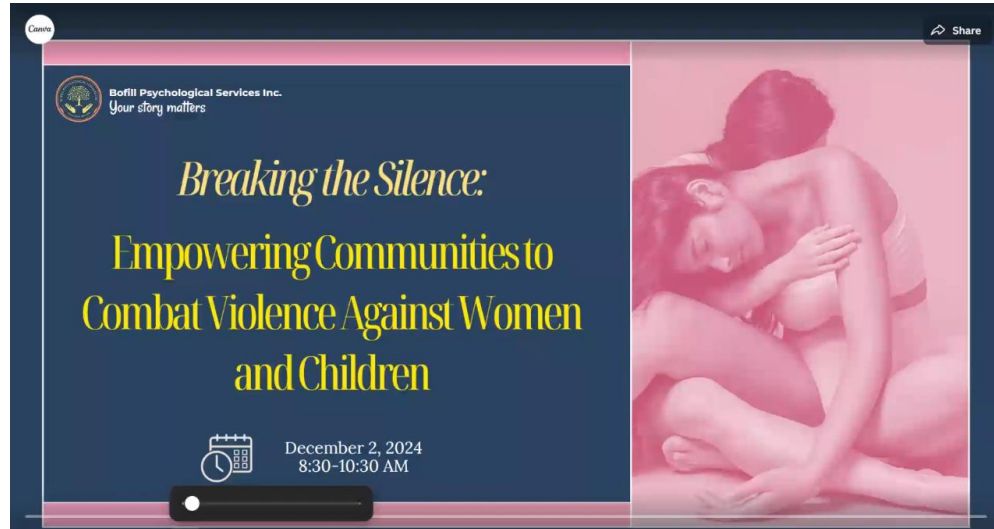 Canva
Share
Bofill Psychological Services Inc.
Your story matters
Breaking the Silence:
Empowering Communities to
Combat Violence Against Women
and Children
December 2, 2024
8:30-10:30 AM